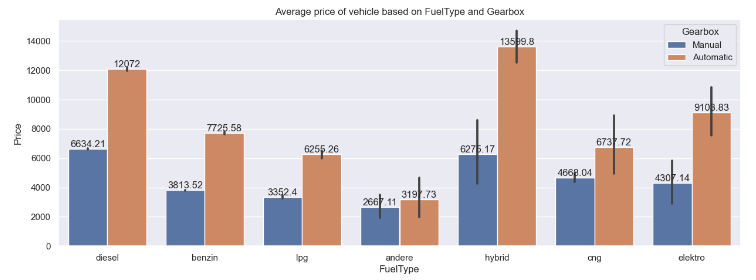 Average price of vehicle based on FuelType and Gearbox
Gearbox
Manual
Automatic
Price
14000
12000
10000
8000
6000
4000
2000
0
6634.21
12072
3813.52
7725.58
3352.4
6255.26
2667.11
3197.73
6275.17
13599.8
4668.04
6737.72
4307.14
9103.83
diesel
benzin
lpg
andere
hybrid
cng
elektro
FuelType